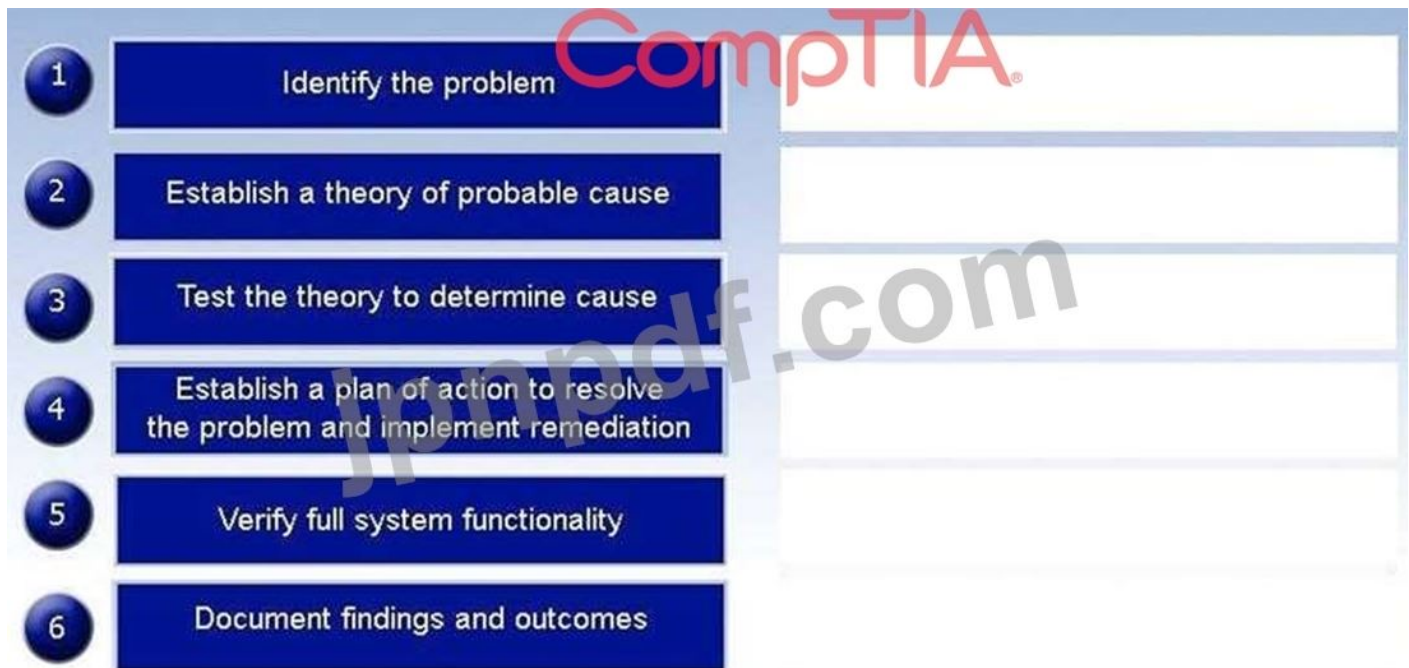 CompTIA®
1
Identify the problem
2
Establish a theory of probable cause
3
Test the theory to determine cause
4
Establish a plan of action to resolve
the problem and implement remediation
5
Verify full system functionality
6
Document findings and outcomes
jpnpdf.com